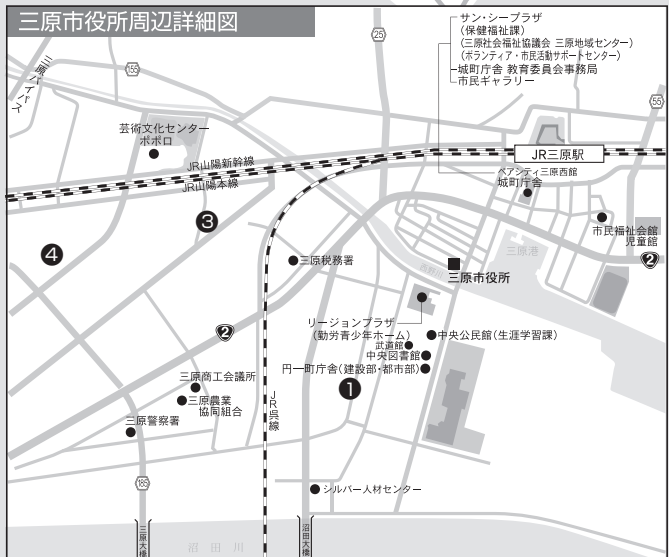 三原市役所周辺詳細図
サン・シープラザ
(保健福祉課)
(三原社会福祉協議会 三原地域センター)
(ボランティア・市民活動サポートセンター)
城町庁舎 教育委員会事務局
市民ギャラリー
25
155
55
三原バイパス
芸術文化センター
ポポロ
JR山陽新幹線
JR山陽本線
JR三原駅
ペアシティ三原西館
城町庁舎
3
4
市民福祉会館
児童館
三原港
西野川
2
三原税務署
三原市役所
リージョンプラザ
(勤労青少年ホーム)
中央公民館(生涯学習課)
武道館
中央図書館
円一町庁舎(建設部・都市部)
2
1
三原商工会議所
三原農業
協同組合
JR呉線
三原警察署
185
シルバー人材センター
三原大橋
沼田川
沼田大橋